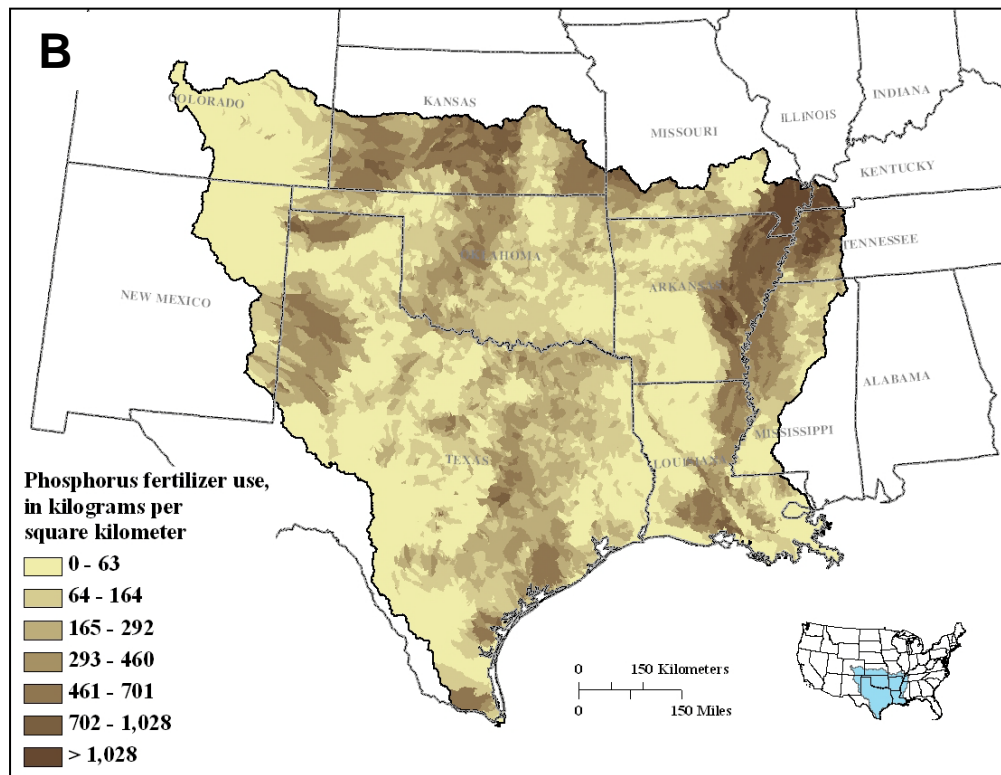 B
COLORADO
KANSAS
MISSOURI
ILLINOIS
INDIANA
KENTUCKY
TENNESSEE
OKLAHOMA
ARKANSAS
NEW MEXICO
ALABAMA
MISSISSIPPI
TEXAS
LOUISIANA
Phosphorus fertilizer use,
in kilograms per
square kilometer
0 - 63
64 - 164
165 - 292
293 - 460
461 - 701
702 - 1,028
> 1,028
0 150 Kilometers
0 150 Miles